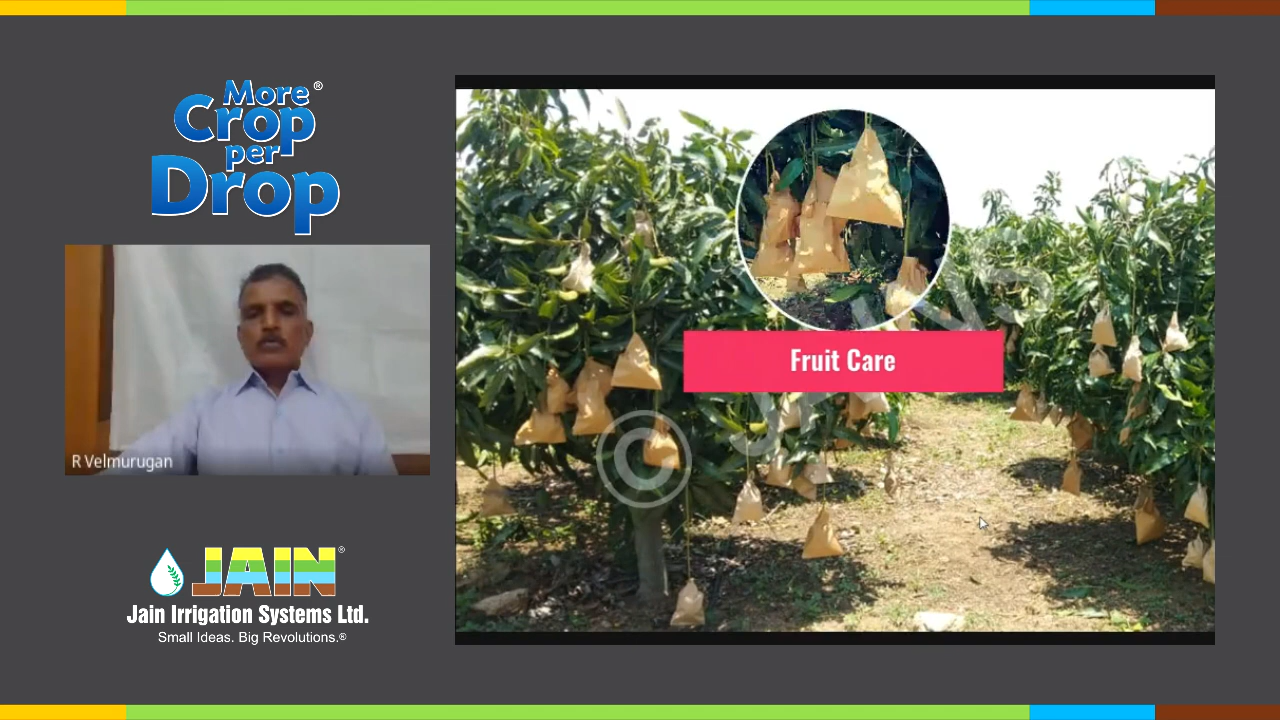 More®
Crop
per
Drop
R Velmurugan
JAIN®
Jain Irrigation Systems Ltd.
Small Ideas. Big Revolutions.®
Fruit Care
©